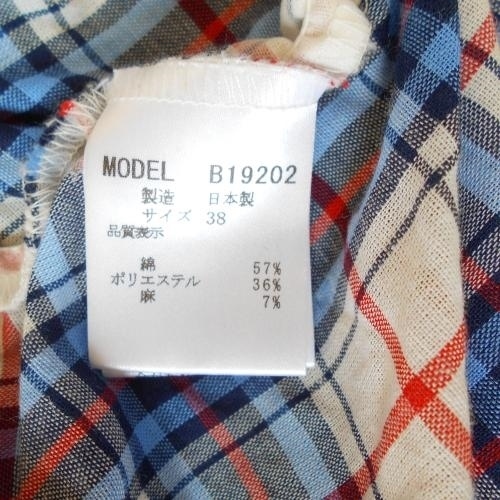 MODEL B19202
製造 日本製
サイズ 38
品質表示
綿 57%
ポリエステル 36%
麻 7%